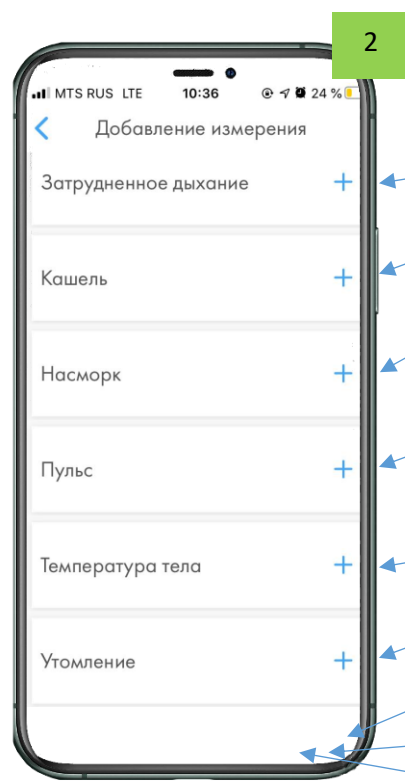 2
MTS RUS LTE 10:36 24 %
Добавление измерения
Затрудненное дыхание +
Кашель +
Насморк +
Пульс +
Температура тела +
Утомление +